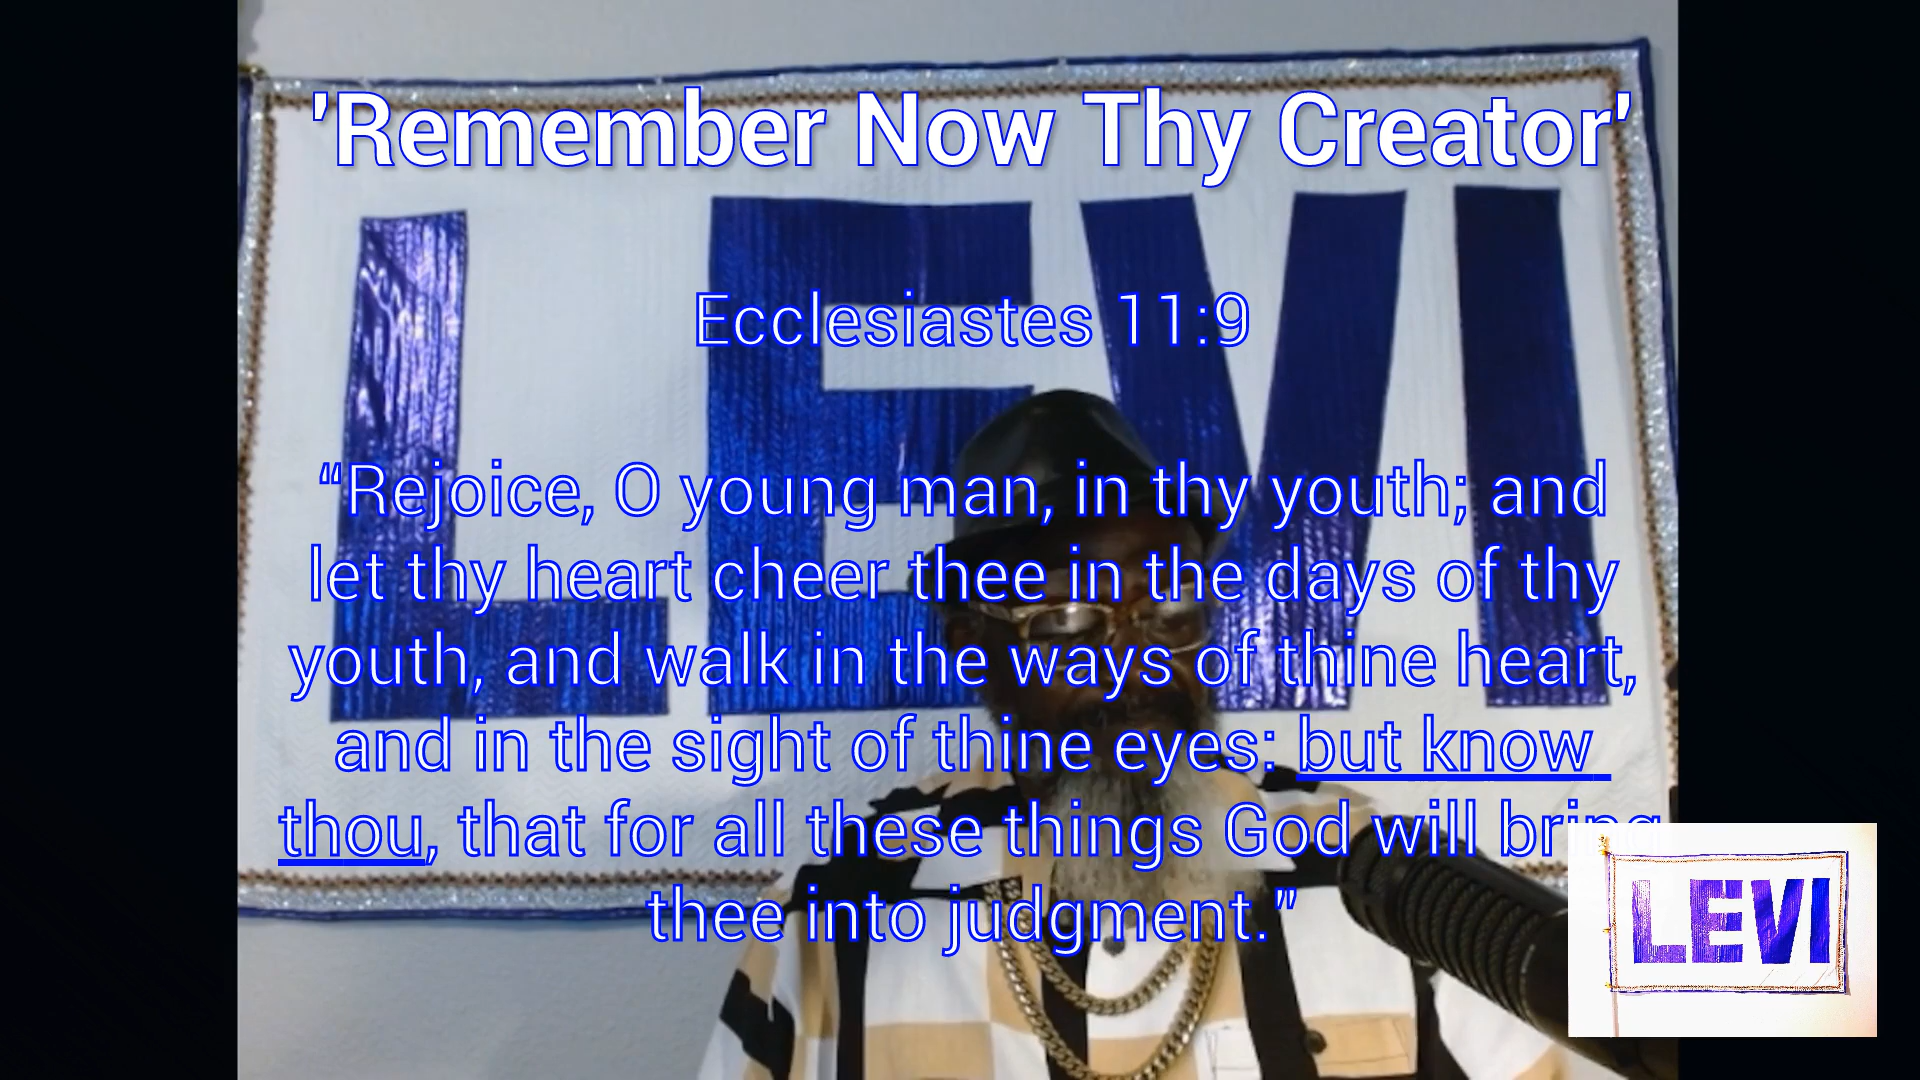 'Remember Now Thy Creator'
LEVI
Ecclesiastes 11:9
“Rejoice, O young man, in thy youth; and
let thy heart cheer thee in the days of thy
youth, and walk in the ways of thine heart,
and in the sight of thine eyes: but know
thou, that for all these things God will bring
thee into judgment.”
LEVI